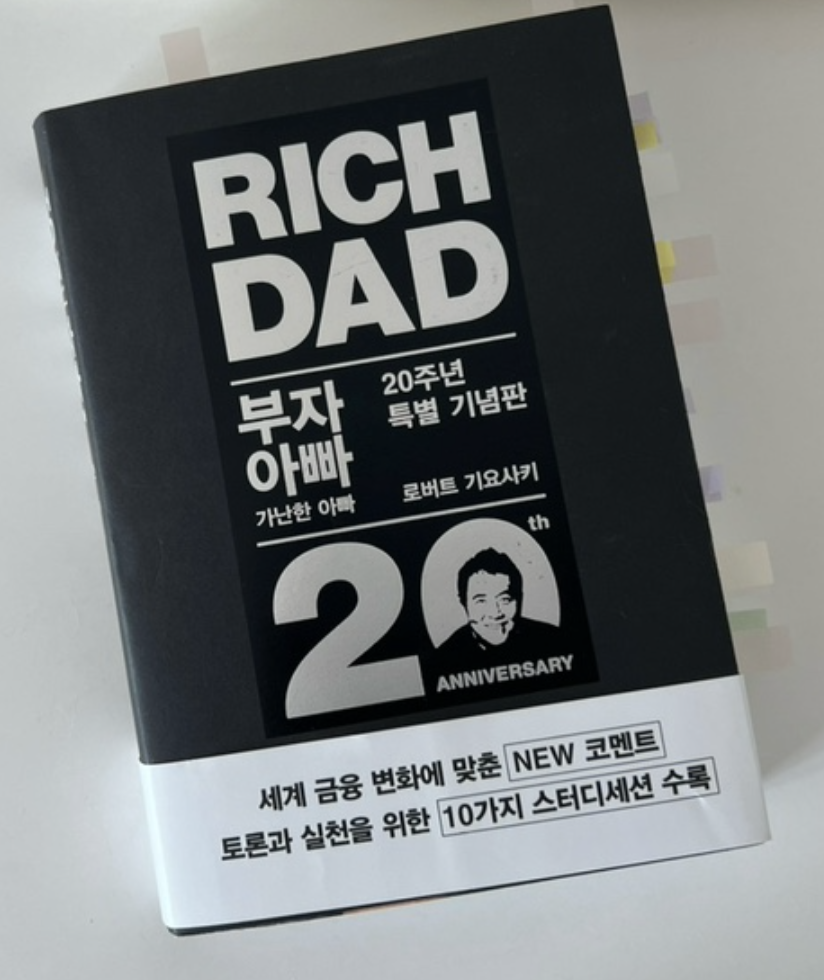 RICH
DAD
부자
아빠
가난한 아빠
20주년
특별 기념판
로버트 기요사키
20th
ANNIVERSARY
세계 금융 변화에 맞춘 NEW 코멘트
토론과 실천을 위한 10가지 스터디세션 수록